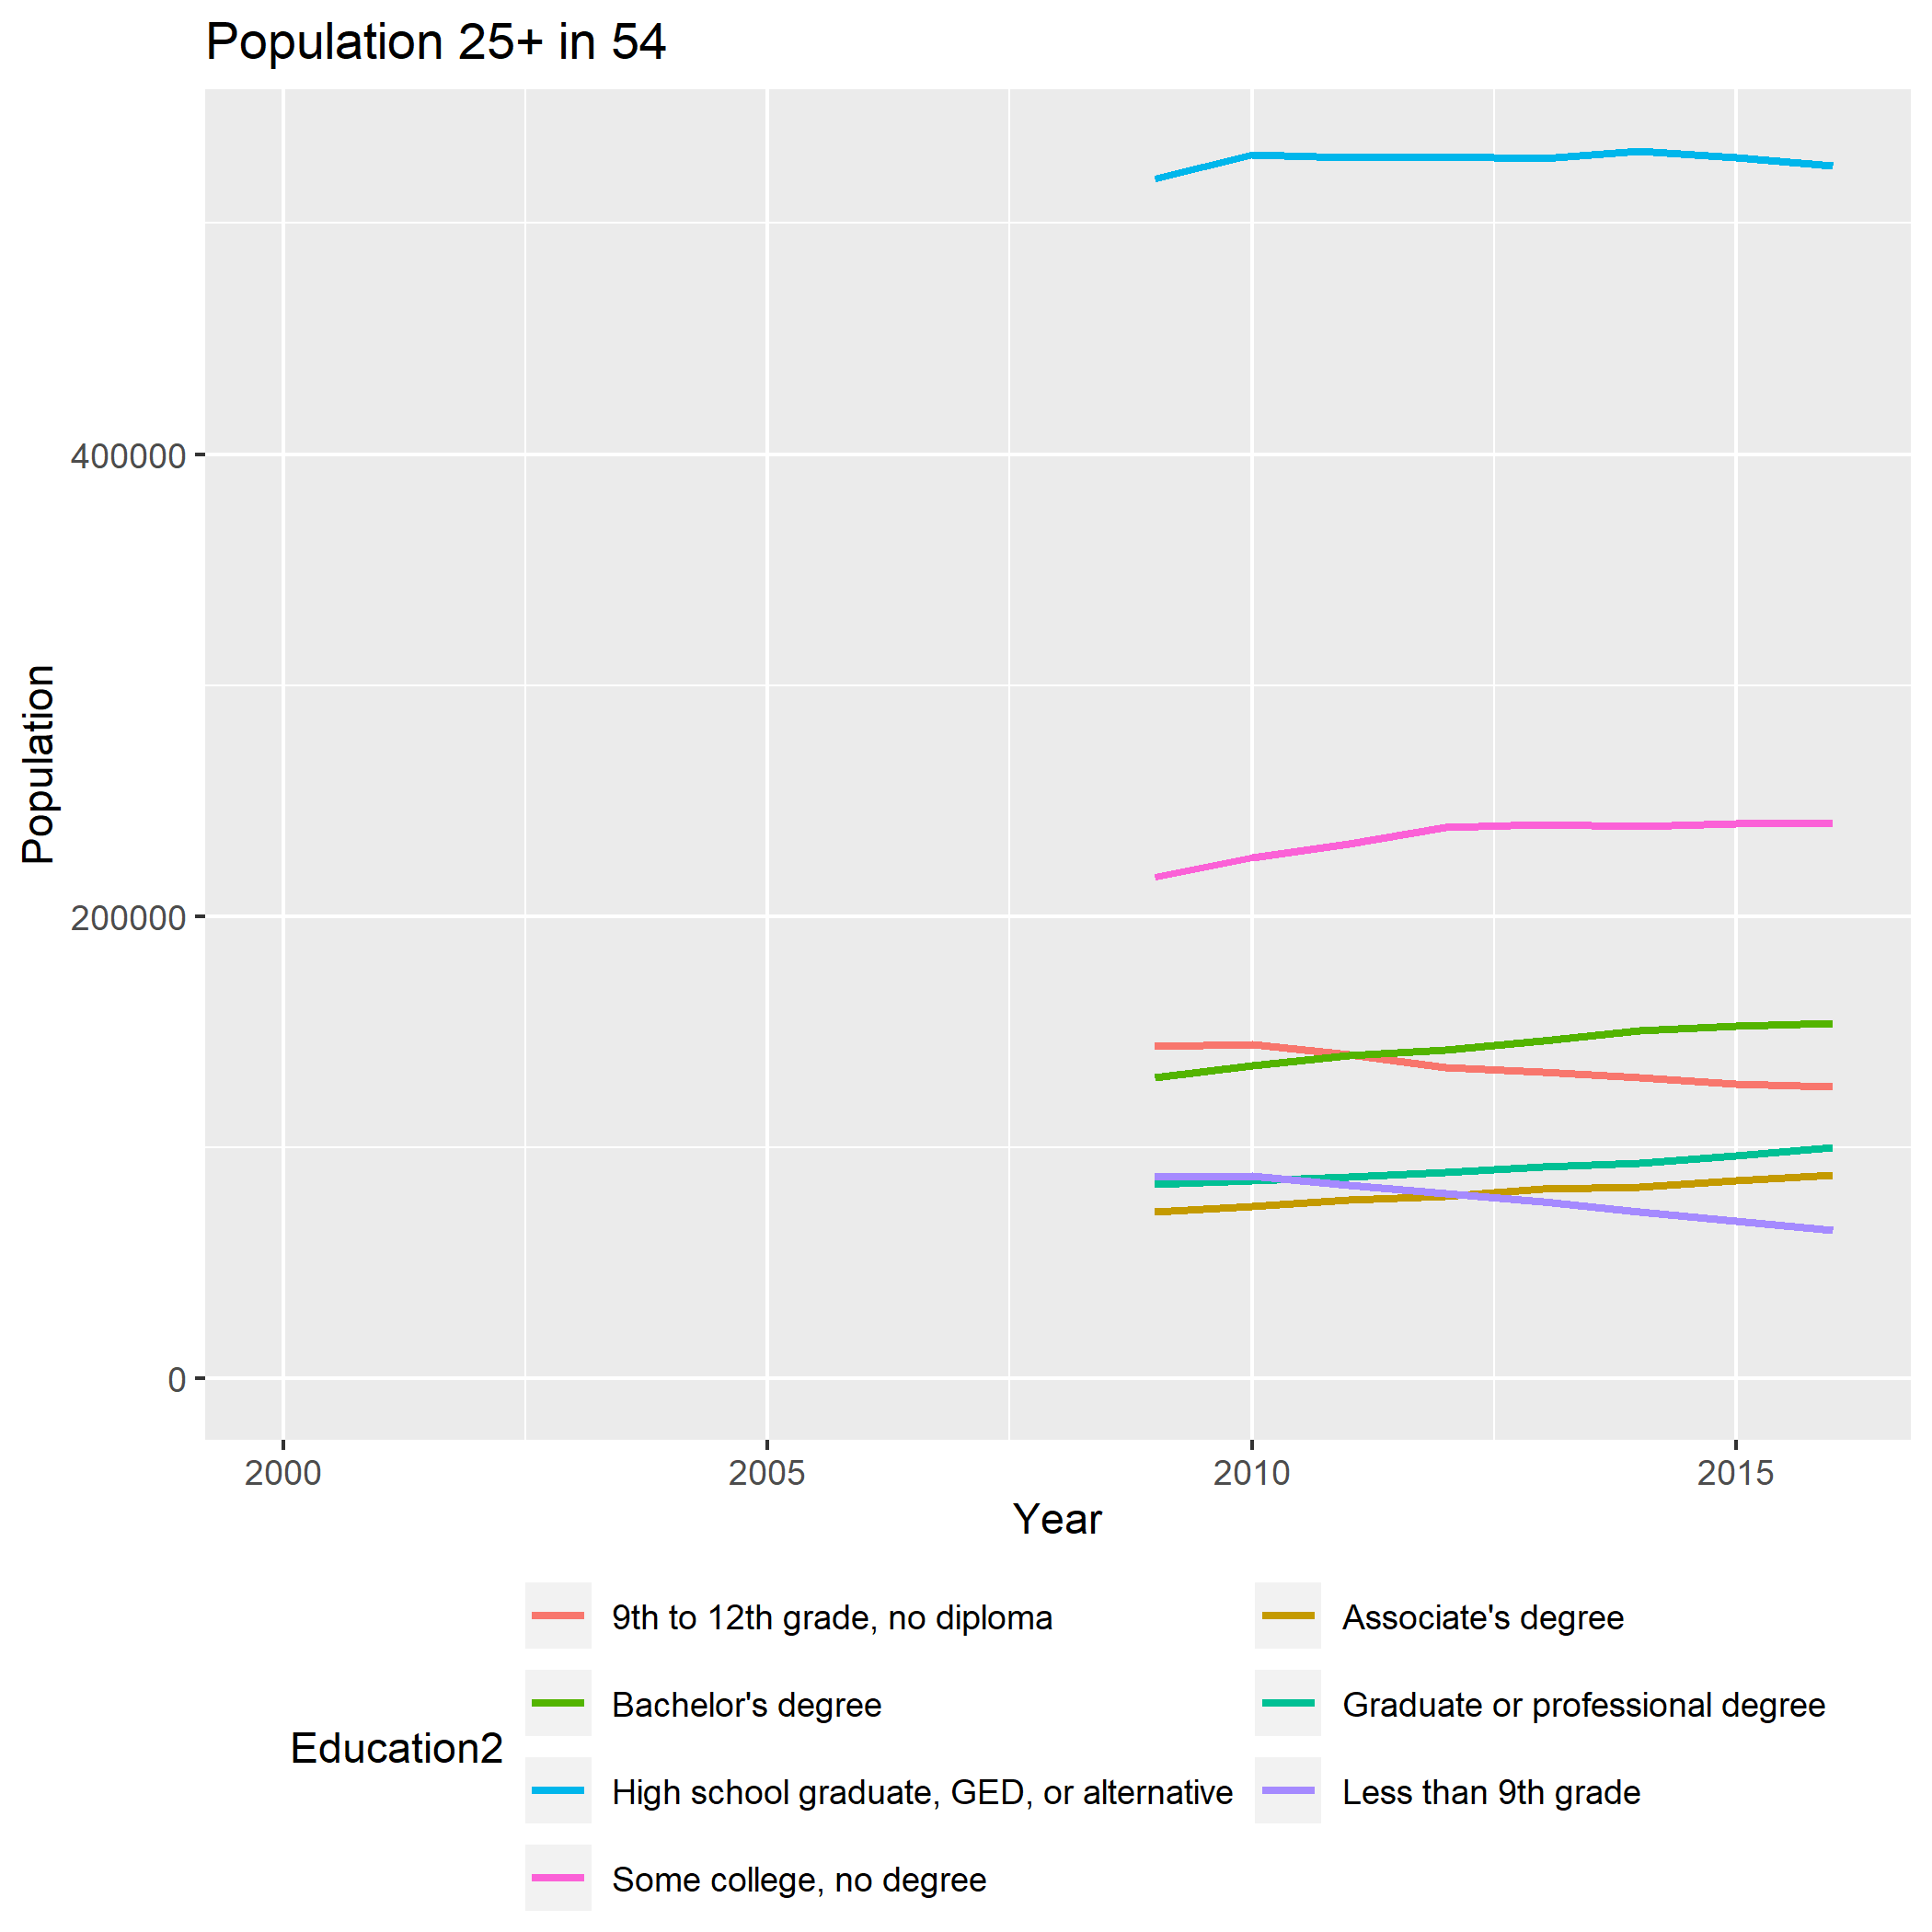 Population 25+ in 54
Population
400000
200000
0
2000 2005 2010 2015
Year
Education2
9th to 12th grade, no diploma
Associate's degree
Bachelor's degree
Graduate or professional degree
High school graduate, GED, or alternative
Less than 9th grade
Some college, no degree